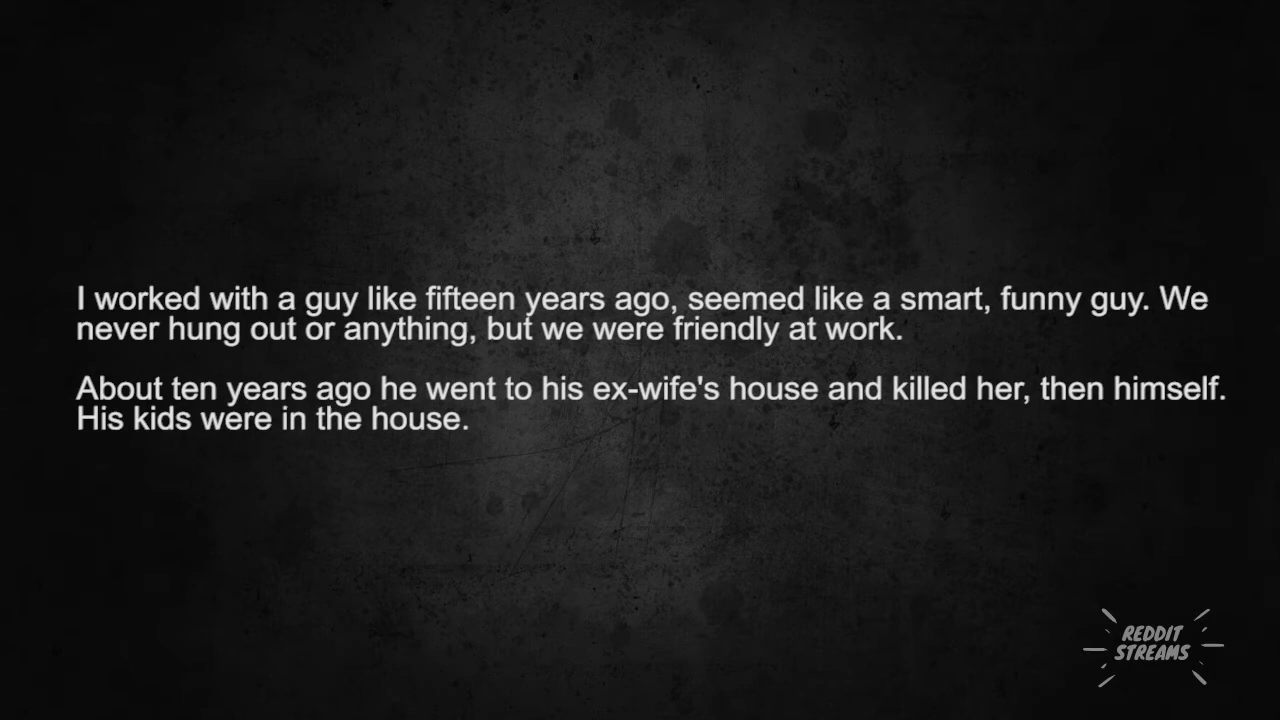 I worked with a guy like fifteen years ago, seemed like a smart, funny guy. We
never hung out or anything, but we were friendly at work.
About ten years ago he went to his ex-wife's house and killed her, then himself.
His kids were in the house.
REDDIT
STREAMS